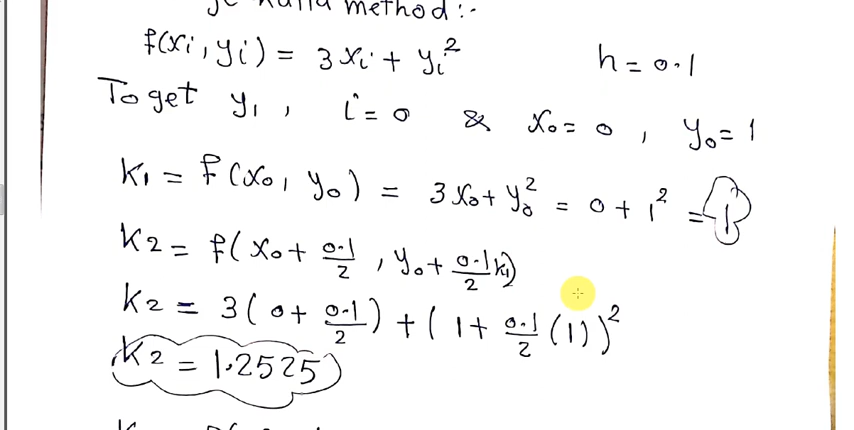 method:-
f(xi, yi) = 3xi + yi² h = 0.1
To get y₁, i = 0 & x₀ = 0, y₀ = 1
K₁ = f(x₀, y₀) = 3x₀ + y₀² = 0 + 1² = 1
K2 = f(x₀ + 0.1/2, y₀ + 0.1/2 k₁)
K2 = 3(0 + 0.1/2) + (1 + 0.1/2 (1))²
K2 = 1.2525